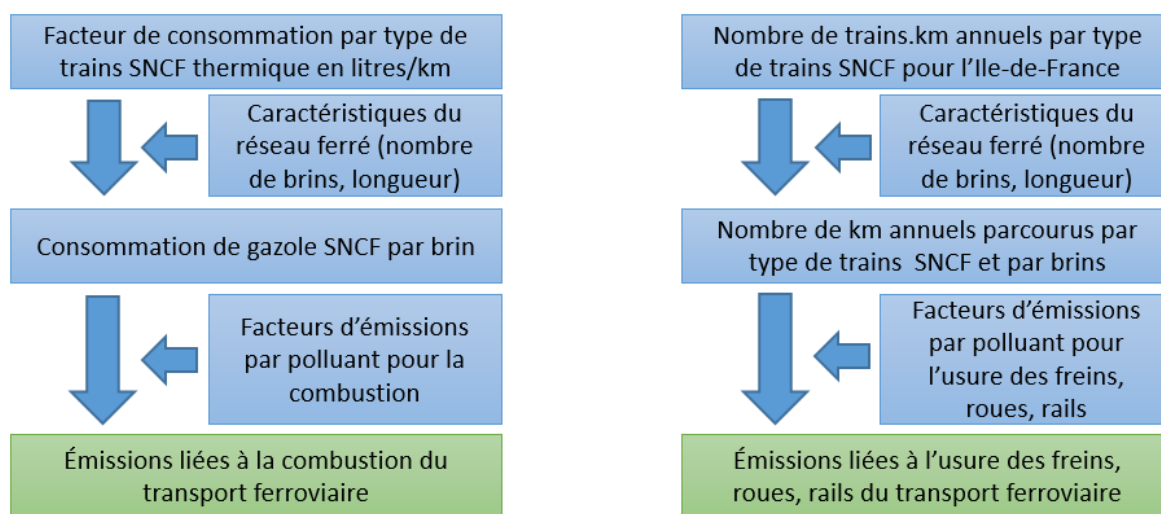 Facteur de consommation par type de
trains SNCF thermique en litres/km
Caractéristiques du
réseau ferré (nombre
de brins, longueur)
Consommation de gazole SNCF par brin
Facteurs d'émissions
par polluant pour la
combustion
Émissions liées à la combustion du
transport ferroviaire
Nombre de trains.km annuels par type
de trains SNCF pour l'Ile-de-France
Caractéristiques du
réseau ferré (nombre
de brins, longueur)
Nombre de km annuels parcourus par
type de trains  SNCF et par brins
Facteurs d'émissions
par polluant pour
l'usure des freins,
roues, rails
Émissions liées à l'usure des freins,
roues, rails du transport ferroviaire